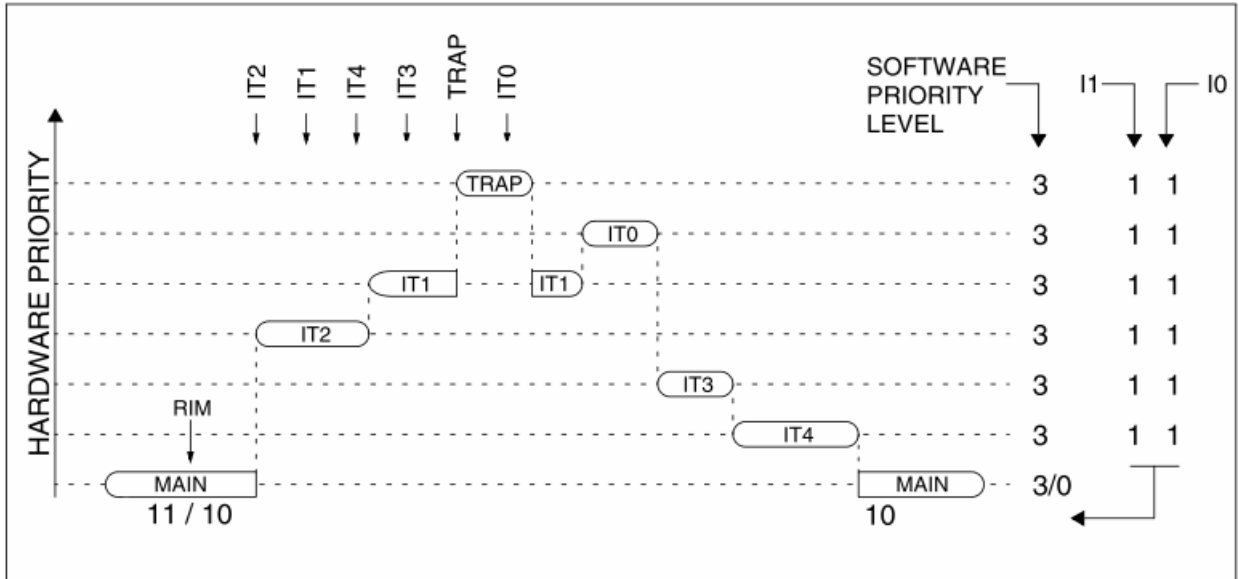 IT2 IT1 IT4 IT3 TRAP IT0
SOFTWARE
PRIORITY
LEVEL
I1 I0
HARDWARE PRIORITY
TRAP 3 1 1
IT0 3 1 1
IT1 IT1 3 1 1
IT2 3 1 1
IT3 3 1 1
RIM
IT4 3 1 1
MAIN MAIN 3/0
11 / 10 10